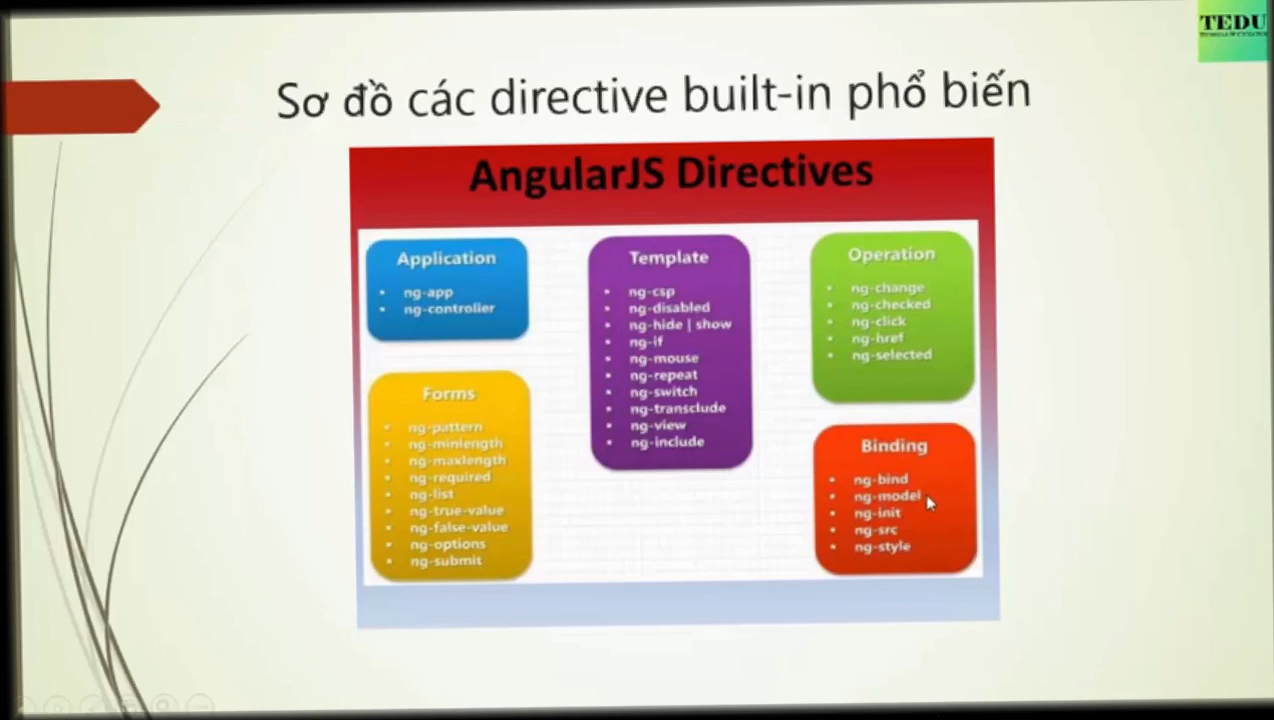 TEDU
Sơ đồ các directive built-in phổ biến
AngularJS Directives
Application
• ng-app
• ng-controller
Forms
• ng-pattern
• ng-minlength
• ng-maxlength
• ng-required
• ng-list
• ng-true-value
• ng-false-value
• ng-options
• ng-submit
Template
• ng-csp
• ng-disabled
• ng-hide | show
• ng-if
• ng-mouse
• ng-repeat
• ng-switch
• ng-transclude
• ng-view
• ng-include
Operation
• ng-change
• ng-checked
• ng-click
• ng-href
• ng-selected
Binding
• ng-bind
• ng-model
• ng-init
• ng-src
• ng-style